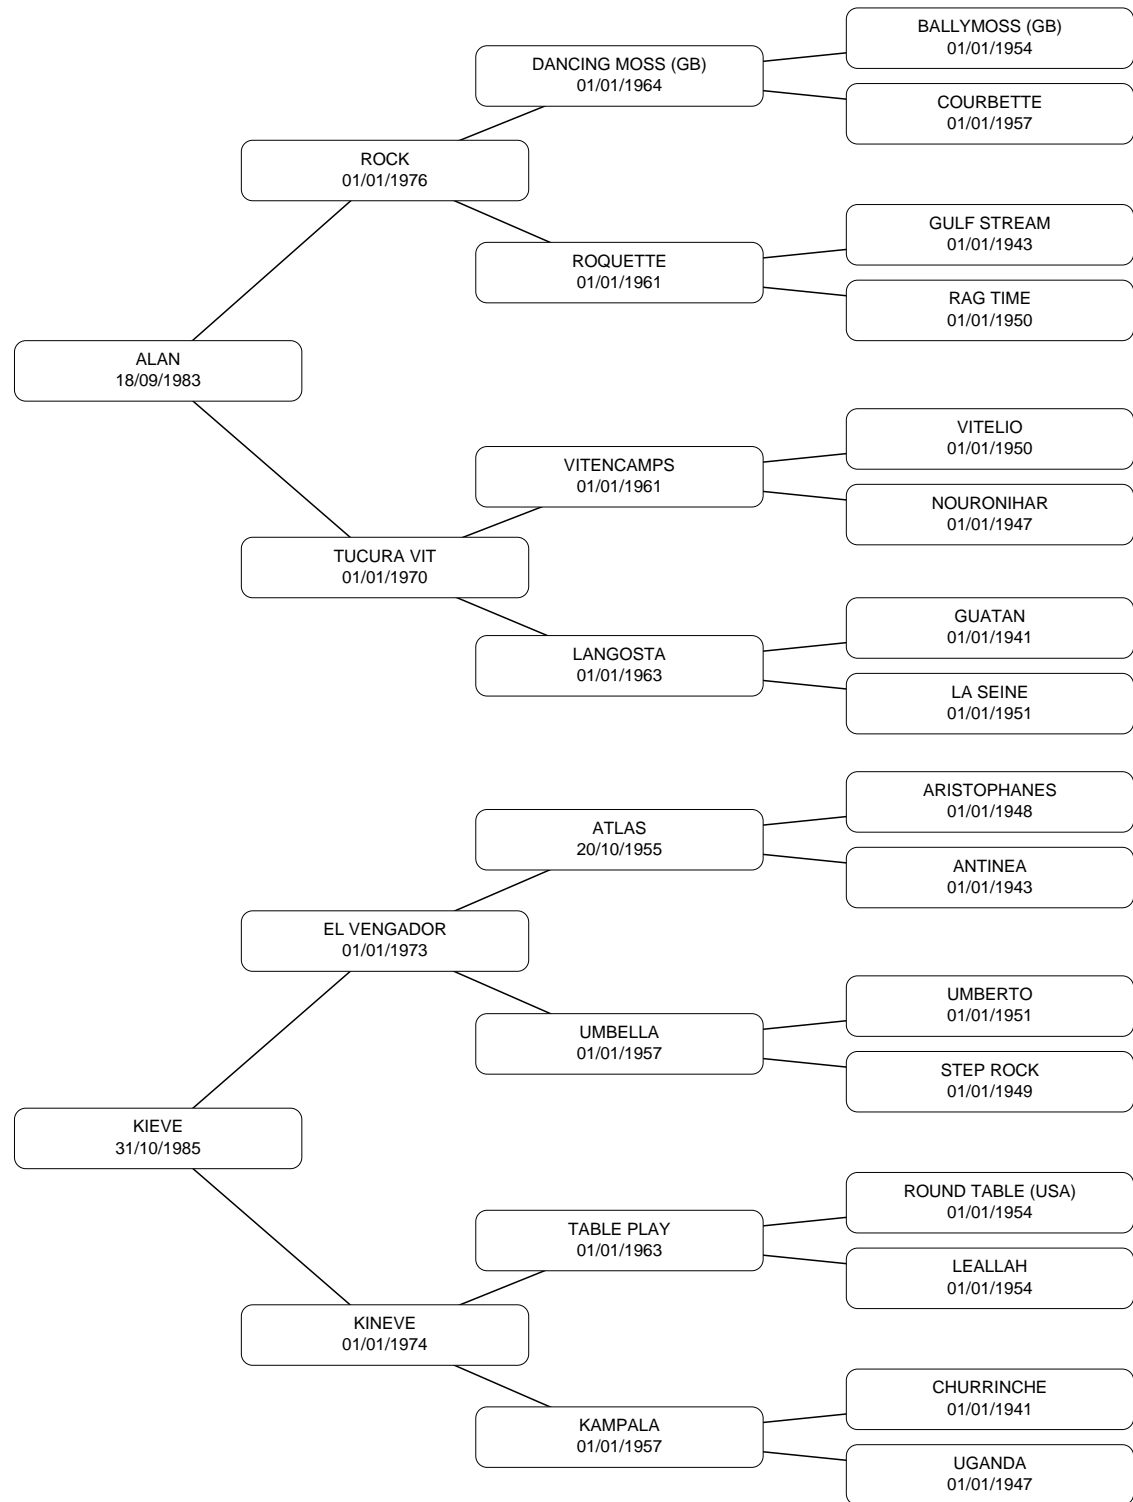 BALLYMOSS (GB)
01/01/1954
DANCING MOSS (GB)
01/01/1964
COURBETTE
01/01/1957
ROCK
01/01/1976
GULF STREAM
01/01/1943
ROQUETTE
01/01/1961
RAG TIME
01/01/1950
ALAN
18/09/1983
VITELIO
01/01/1950
VITENCAMPS
01/01/1961
NOURONIHAR
01/01/1947
TUCURA VIT
01/01/1970
GUATAN
01/01/1941
LANGOSTA
01/01/1963
LA SEINE
01/01/1951
ARISTOPHANES
01/01/1948
ATLAS
20/10/1955
ANTINEA
01/01/1943
EL VENGADOR
01/01/1973
UMBERTO
01/01/1951
UMBELLA
01/01/1957
STEP ROCK
01/01/1949
KIEVE
31/10/1985
ROUND TABLE (USA)
01/01/1954
TABLE PLAY
01/01/1963
LEALLAH
01/01/1954
KINEVE
01/01/1974
CHURRINCHE
01/01/1941
KAMPALA
01/01/1957
UGANDA
01/01/1947